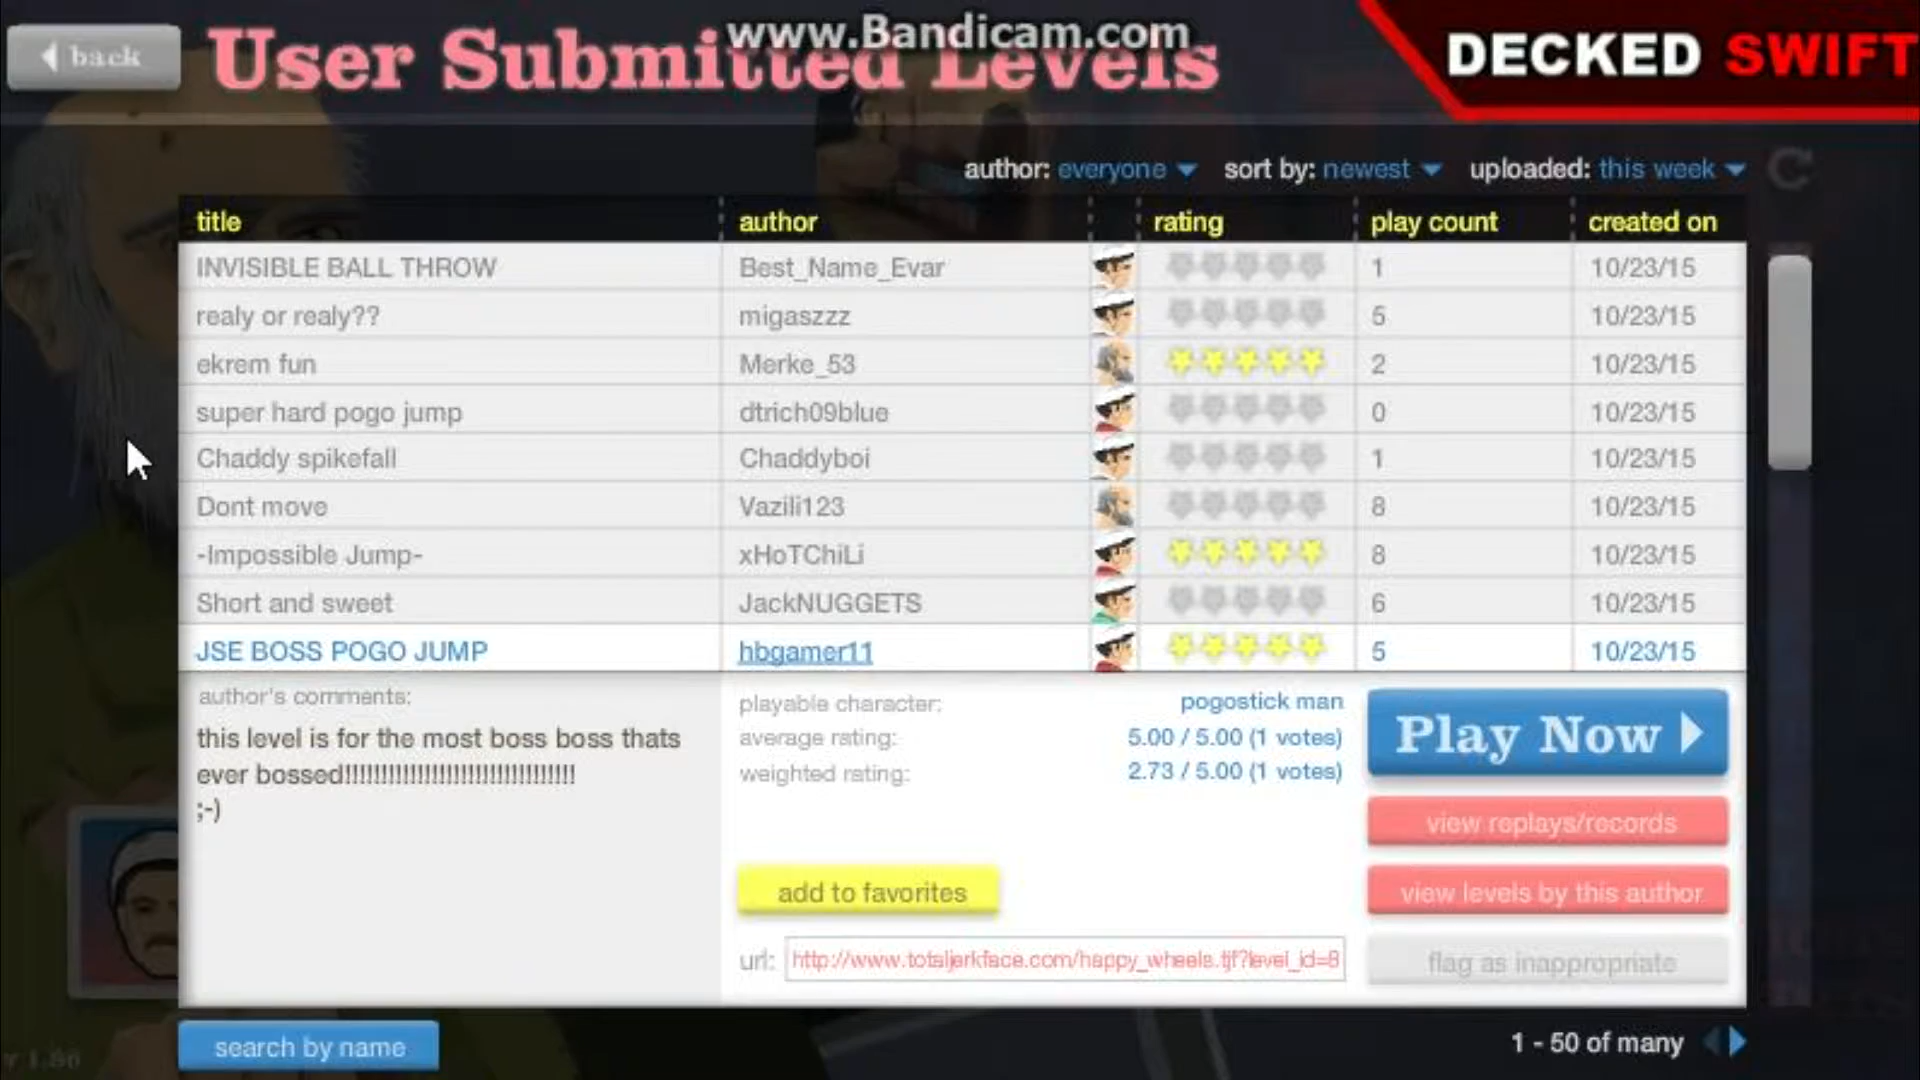 back
User Submitted Levels
www.Bandicam.com
DECKED SWIFT
author: everyone
sort by: newest
uploaded: this week
title author rating play count created on
INVISIBLE BALL THROW Best_Name_Evar 1 10/23/15
realy or realy?? migaszzz 5 10/23/15
ekrem fun Merke_53 2 10/23/15
super hard pogo jump dtrich09blue 0 10/23/15
Chaddy spikefall Chaddyboi 1 10/23/15
Dont move Vazili123 8 10/23/15
-Impossible Jump- xHoTChiLi 8 10/23/15
Short and sweet JackNUGGETS 6 10/23/15
JSE BOSS POGO JUMP hbgamer11 5 10/23/15
author's comments:
this level is for the most boss boss thats
ever bossed!!!!!!!!!!!!!!!!!!!!!!!!!!!!!!!!!
;-)
playable character: pogostick man
average rating: 5.00 / 5.00 (1 votes)
weighted rating: 2.73 / 5.00 (1 votes)
add to favorites
url: http://www.totaljerkface.com/happy_wheels.tjf?level_id=8
Play Now
view replays/records
view levels by this author
flag as inappropriate
search by name
1 - 50 of many